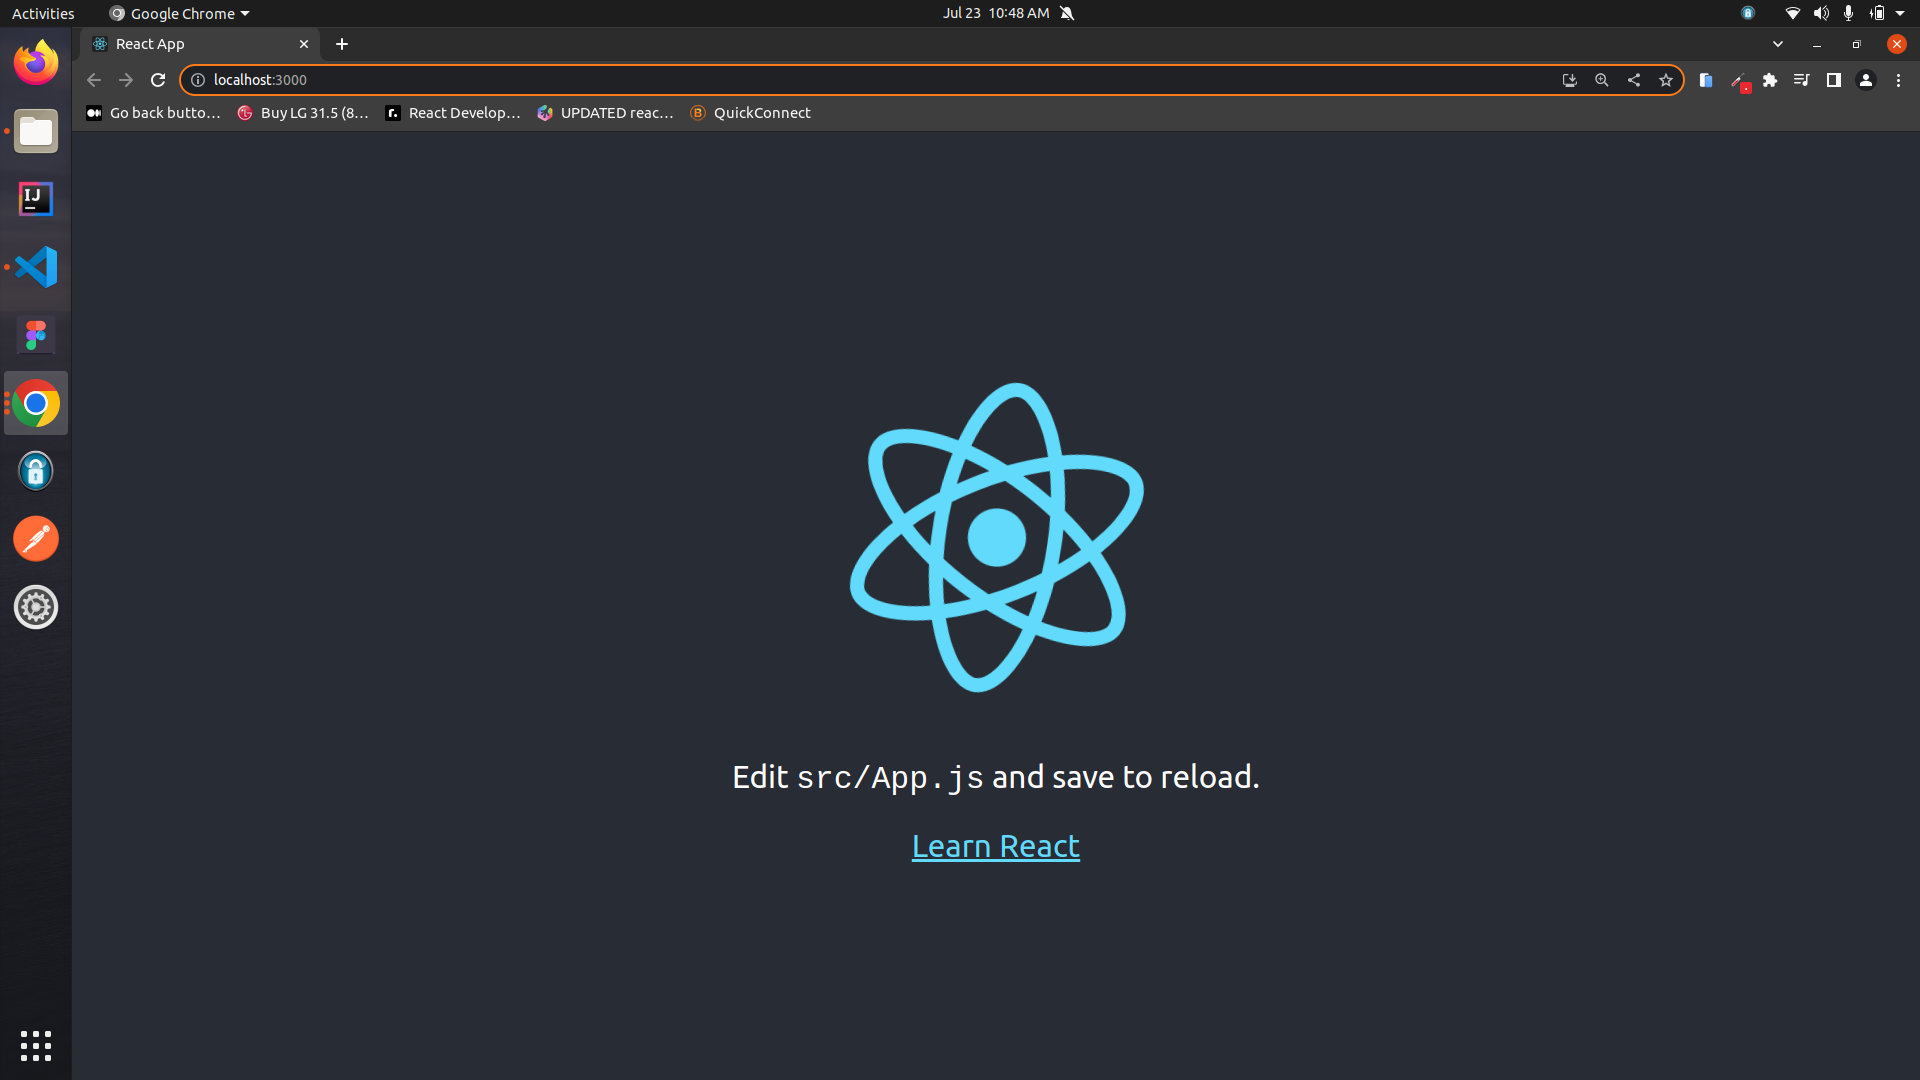 Activities
Google Chrome
Jul 23 10:48 AM
React App
localhost:3000
Go back butto…
Buy LG 31.5 (8…
React Develop…
UPDATED reac…
QuickConnect
IJ
Edit src/App.js and save to reload.
Learn React